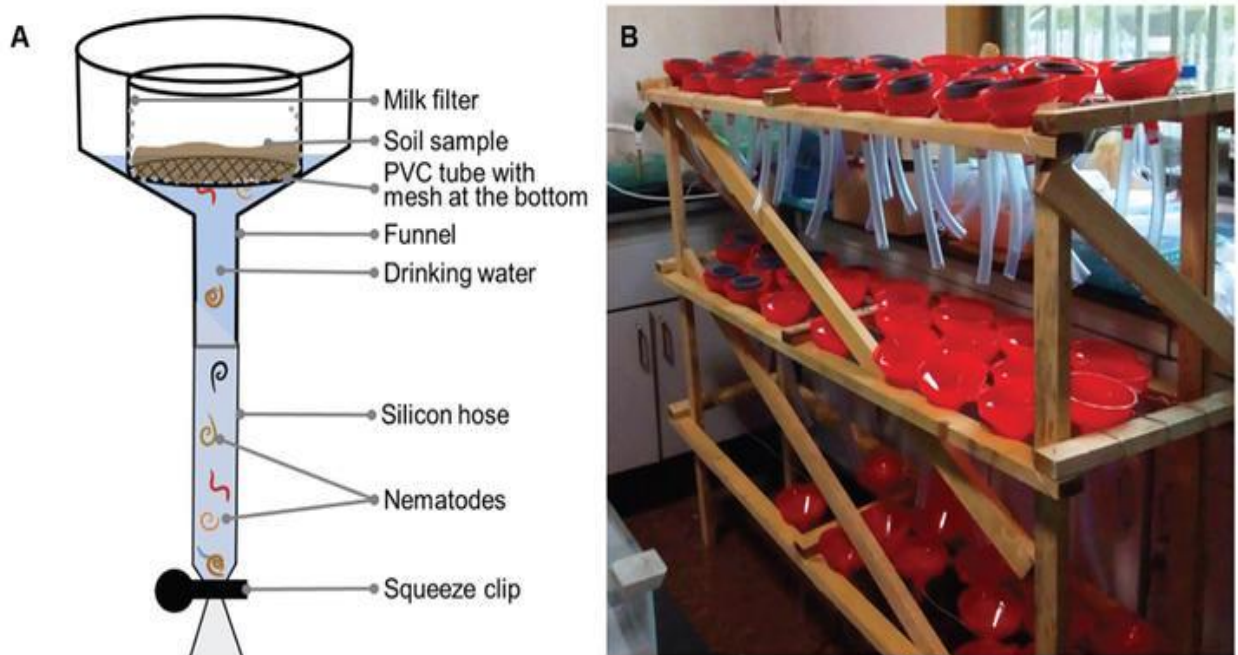 A
Milk filter
Soil sample
PVC tube with
mesh at the bottom
Funnel
Drinking water
Silicon hose
Nematodes
Squeeze clip
B